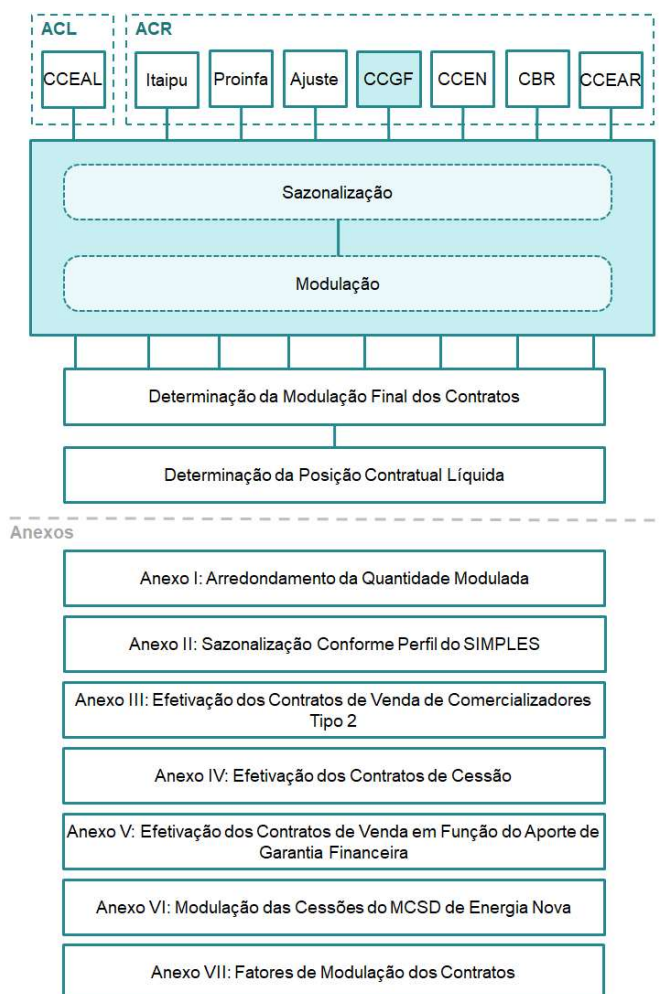 ACL
ACR
CCEAL
Itaipu
Proinfa
Ajuste
CCGF
CCEN
CBR
CCEAR
Sazonalização
Modulação
Determinação da Modulação Final dos Contratos
Determinação da Posição Contratual Líquida
Anexos
Anexo I: Arredondamento da Quantidade Modulada
Anexo II: Sazonalização Conforme Perfil do SIMPLES
Anexo III: Efetivação dos Contratos de Venda de Comercializadores
Tipo 2
Anexo IV: Efetivação dos Contratos de Cessão
Anexo V: Efetivação dos Contratos de Venda em Função do Aporte de
Garantia Financeira
Anexo VI: Modulação das Cessões do MCSD de Energia Nova
Anexo VII: Fatores de Modulação dos Contratos